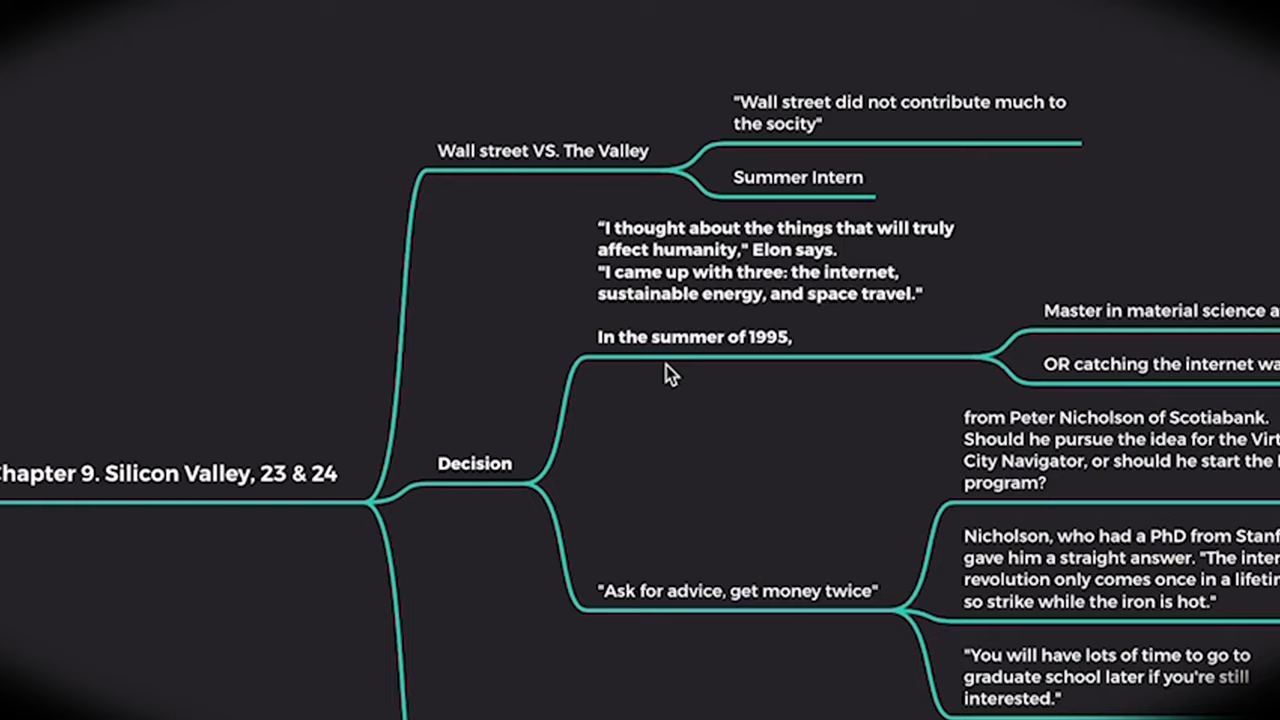 "Wall street did not contribute much to
the socity"
Wall street VS. The Valley
Summer Intern
“I thought about the things that will truly
affect humanity," Elon says.
"I came up with three: the internet,
sustainable energy, and space travel."
In the summer of 1995,
Master in material science
OR catching the internet
from Peter Nicholson of Scotiabank.
Should he pursue the idea for the
City Navigator, or should he start the
program?
Decision
Chapter 9. Silicon Valley, 23 & 24
Nicholson, who had a PhD from
gave him a straight answer. "The
revolution only comes once in a
so strike while the iron is hot."
"Ask for advice, get money twice"
"You will have lots of time to go to
graduate school later if you're still
interested."